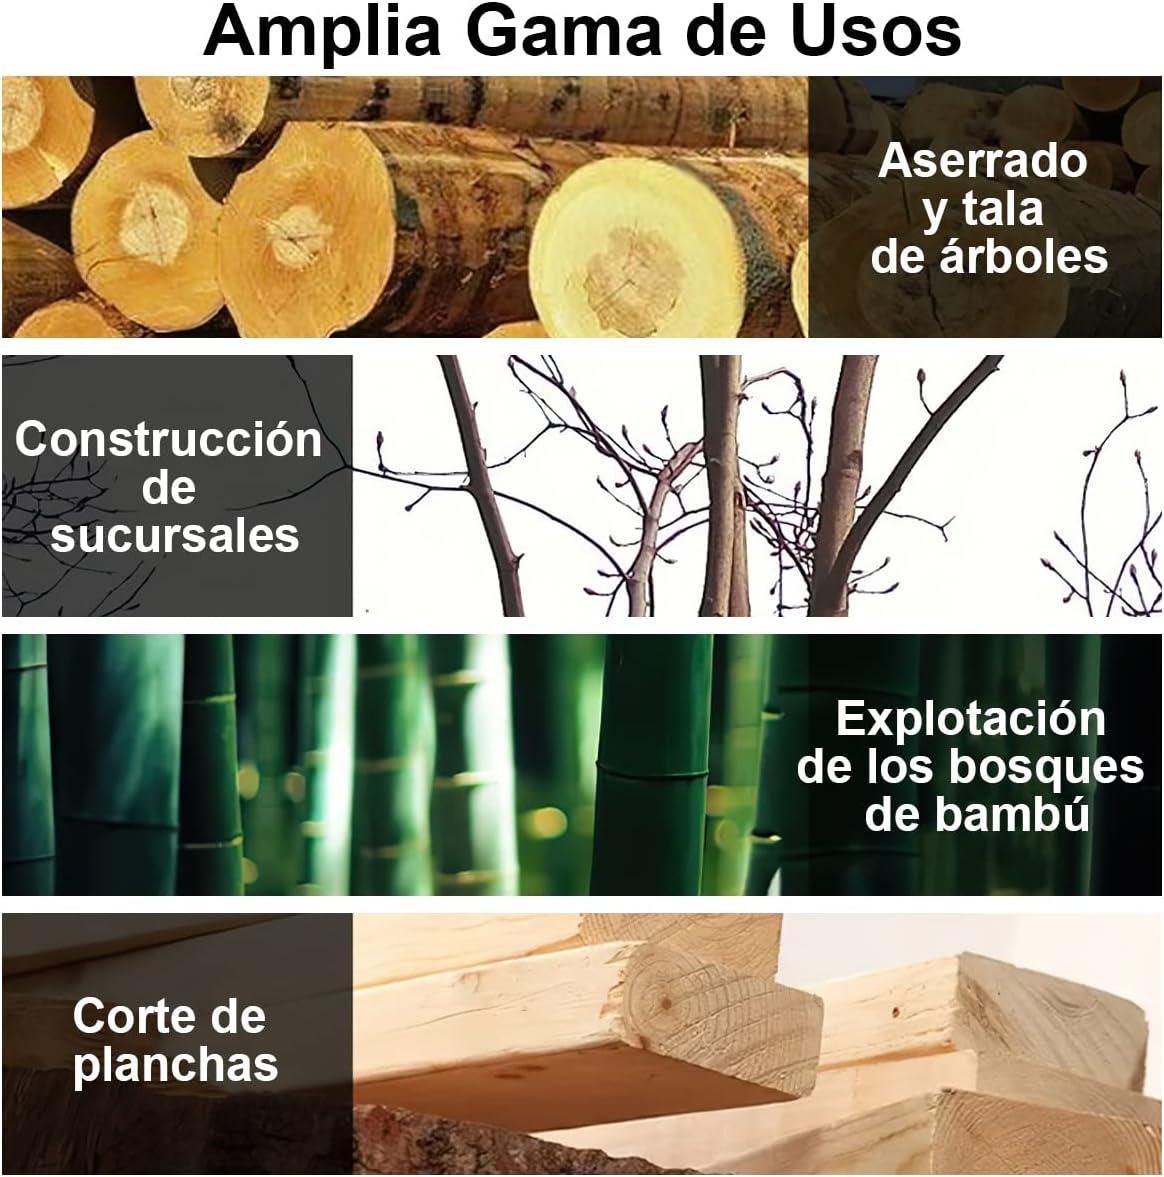 Amplia Gama de Usos
Aserrado
y tala
de árboles
Construcción
de
sucursales
Explotación
de los bosques
de bambú
Corte de
planchas